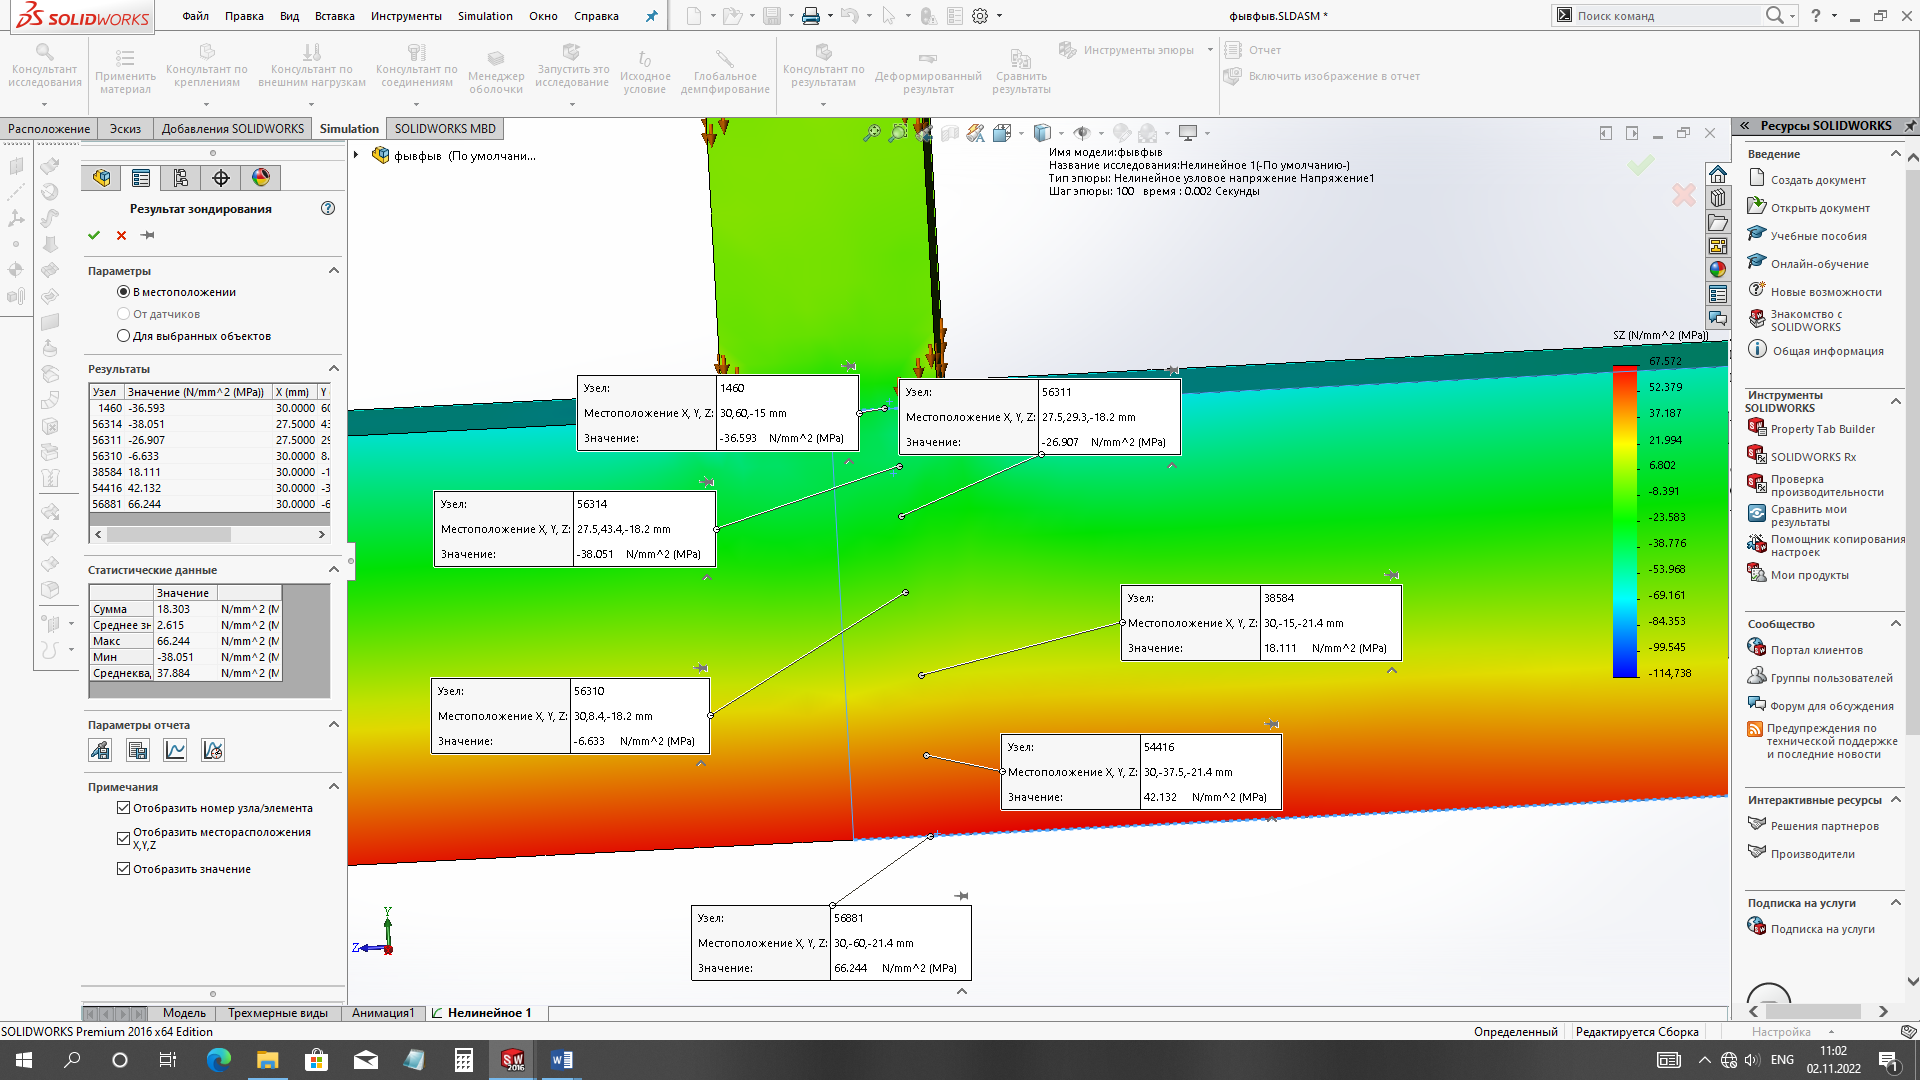 SOLIDWORKS
Файл Правка Вид Вставка Инструменты Simulation Окно Справка
фывфыв.SLDASM *
Поиск команд
Консультант исследования
Применить материал
Консультант по креплениям
Консультант по внешним нагрузкам
Консультант по соединениям
Менеджер оболочки
Запустить это исследование
Исходное условие
Глобальное демпфирование
Консультант по результатам
Деформированный результат
Сравнить результаты
Инструменты эпюры
Отчет
Включить изображение в отчет
Расположение Эскиз Добавления SOLIDWORKS Simulation SOLIDWORKS MBD
фывфыв (По умолчани...
Имя модели:фывфыв
Название исследования:Нелинейное 1(-По умолчанию-)
Тип эпюры: Нелинейное узловое напряжение Напряжение1
Шаг эпюры: 100 время : 0.002 Секунды
Результат зондирования
Параметры
В местоположении
От датчиков
Для выбранных объектов
Результаты
Узел Значение (N/mm^2 (MPa)) X (mm) Y
1460 -36.593 30.0000 60
56314 -38.051 27.5000 43
56311 -26.907 27.5000 29
56310 -6.633 30.0000 8.
38584 18.111 30.0000 -1
54416 42.132 30.0000 -3
56881 66.244 30.0000 -6
Статистические данные
Значение
Сумма 18.303 N/mm^2 (M
Среднее зн 2.615 N/mm^2 (M
Макс 66.244 N/mm^2 (M
Мин -38.051 N/mm^2 (M
Среднеква, 37.884 N/mm^2 (M
Параметры отчета
Примечания
Отобразить номер узла/элемента
Отобразить месторасположения
X,Y,Z
Отобразить значение
Узел: 1460
Местоположение X, Y, Z: 30,60,-15 mm
Значение: -36.593 N/mm^2 (MPa)
Узел: 56311
Местоположение X, Y, Z: 27.5,29.3,-18.2 mm
Значение: -26.907 N/mm^2 (MPa)
Узел: 56314
Местоположение X, Y, Z: 27.5,43.4,-18.2 mm
Значение: -38.051 N/mm^2 (MPa)
Узел: 38584
Местоположение X, Y, Z: 30,-15,-21.4 mm
Значение: 18.111 N/mm^2 (MPa)
Узел: 56310
Местоположение X, Y, Z: 30,8.4,-18.2 mm
Значение: -6.633 N/mm^2 (MPa)
Узел: 54416
Местоположение X, Y, Z: 30,-37.5,-21.4 mm
Значение: 42.132 N/mm^2 (MPa)
Узел: 56881
Местоположение X, Y, Z: 30,-60,-21.4 mm
Значение: 66.244 N/mm^2 (MPa)
Y
Z
SZ (N/mm^2 (MPa))
67.572
52.379
37.187
21.994
6.802
-8.391
-23.583
-38.776
-53.968
-69.161
-84.353
-99.545
-114,738
Ресурсы SOLIDWORKS
Введение
Создать документ
Открыть документ
Учебные пособия
Онлайн-обучение
Новые возможности
Знакомство с
SOLIDWORKS
Общая информация
Инструменты
SOLIDWORKS
Property Tab Builder
SOLIDWORKS Rx
Проверка
производительности
Сравнить мои
результаты
Помощник копирования
настроек
Мои продукты
Сообщество
Портал клиентов
Группы пользователей
Форум для обсуждения
Предупреждения по
технической поддержке
и последние новости
Интерактивные ресурсы
Решения партнеров
Производители
Подписка на услуги
Подписка на услуги
Модель Трехмерные виды Анимация1 Нелинейное 1
SOLIDWORKS Premium 2016 x64 Edition
Определенный Редактируется Сборка Настройка
SW 2016
ENG
11:02
02.11.2022
1